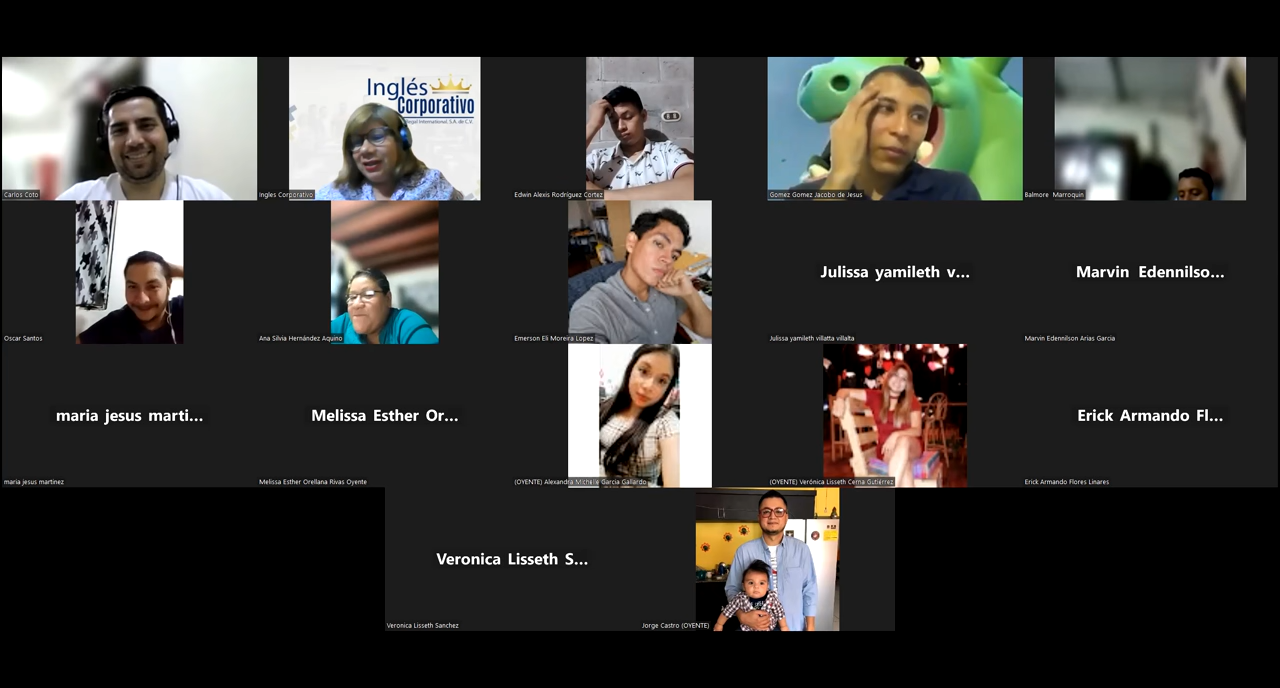 Inglés
Corporativo
Carlos Coto
Ingles Corporativo
Edwin Alexis Rodríguez Cortez
Gomez Gomez Jacobo de Jesus
Balmore Marroquin
Julissa yamileth v...
Marvin Edennilso...
Oscar Santos
Ana Silvia Hernández Aquino
Emerson Eli Moreira Lopez
Julissa yamileth villatta villalta
Marvin Edennilson Arias Garcia
maria jesus marti...
Melissa Esther Or...
Erick Armando Fl...
maria jesus martinez
Melissa Esther Orellana Rivas Oyente
(OYENTE) Alexandra Michelle Garcia Gallardo
(OYENTE) Verónica Lisseth Cerna Gutiérrez
Erick Armando Flores Linares
Veronica Lisseth S...
Veronica Lisseth Sanchez
Jorge Castro (OYENTE)